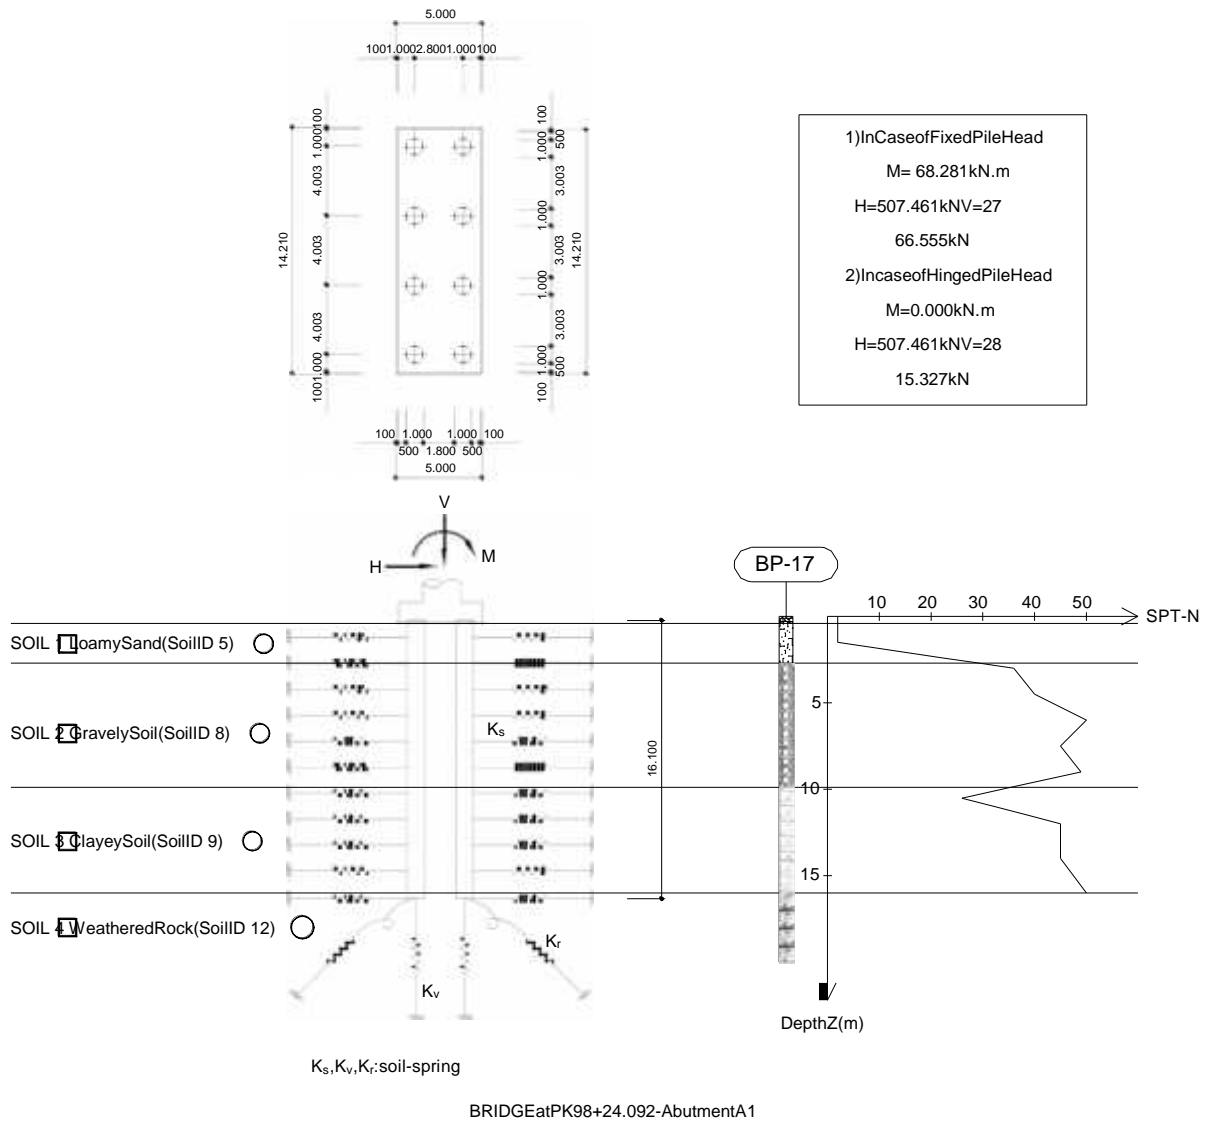 5.000
1001.0002.8001.000100
100
1.000
4.003
4.003
4.003
1.000
100
14.210
100
500
1.000
3.003
1.000
3.003
1.000
3.003
1.000
500
100
14.210
100 1.000 1.000 100
500 1.800 500
5.000
1)InCaseofFixedPileHead
M= 68.281kN.m
H=507.461kNV=27
66.555kN
2)IncaseofHingedPileHead
M=0.000kN.m
H=507.461kNV=28
15.327kN
V
H
M
BP-17
10 20 30 40 50
SPT-N
SOIL 1 LoamySand(SoilID 5)
SOIL 2 GravelySoil(SoilID 8)
SOIL 3 ClayeySoil(SoilID 9)
SOIL 4 WeatheredRock(SoilID 12)
Ks
16.100
5
10
15
Kr
Kv
DepthZ(m)
Ks,Kv,Kr:soil-spring
BRIDGEatPK98+24.092-AbutmentA1